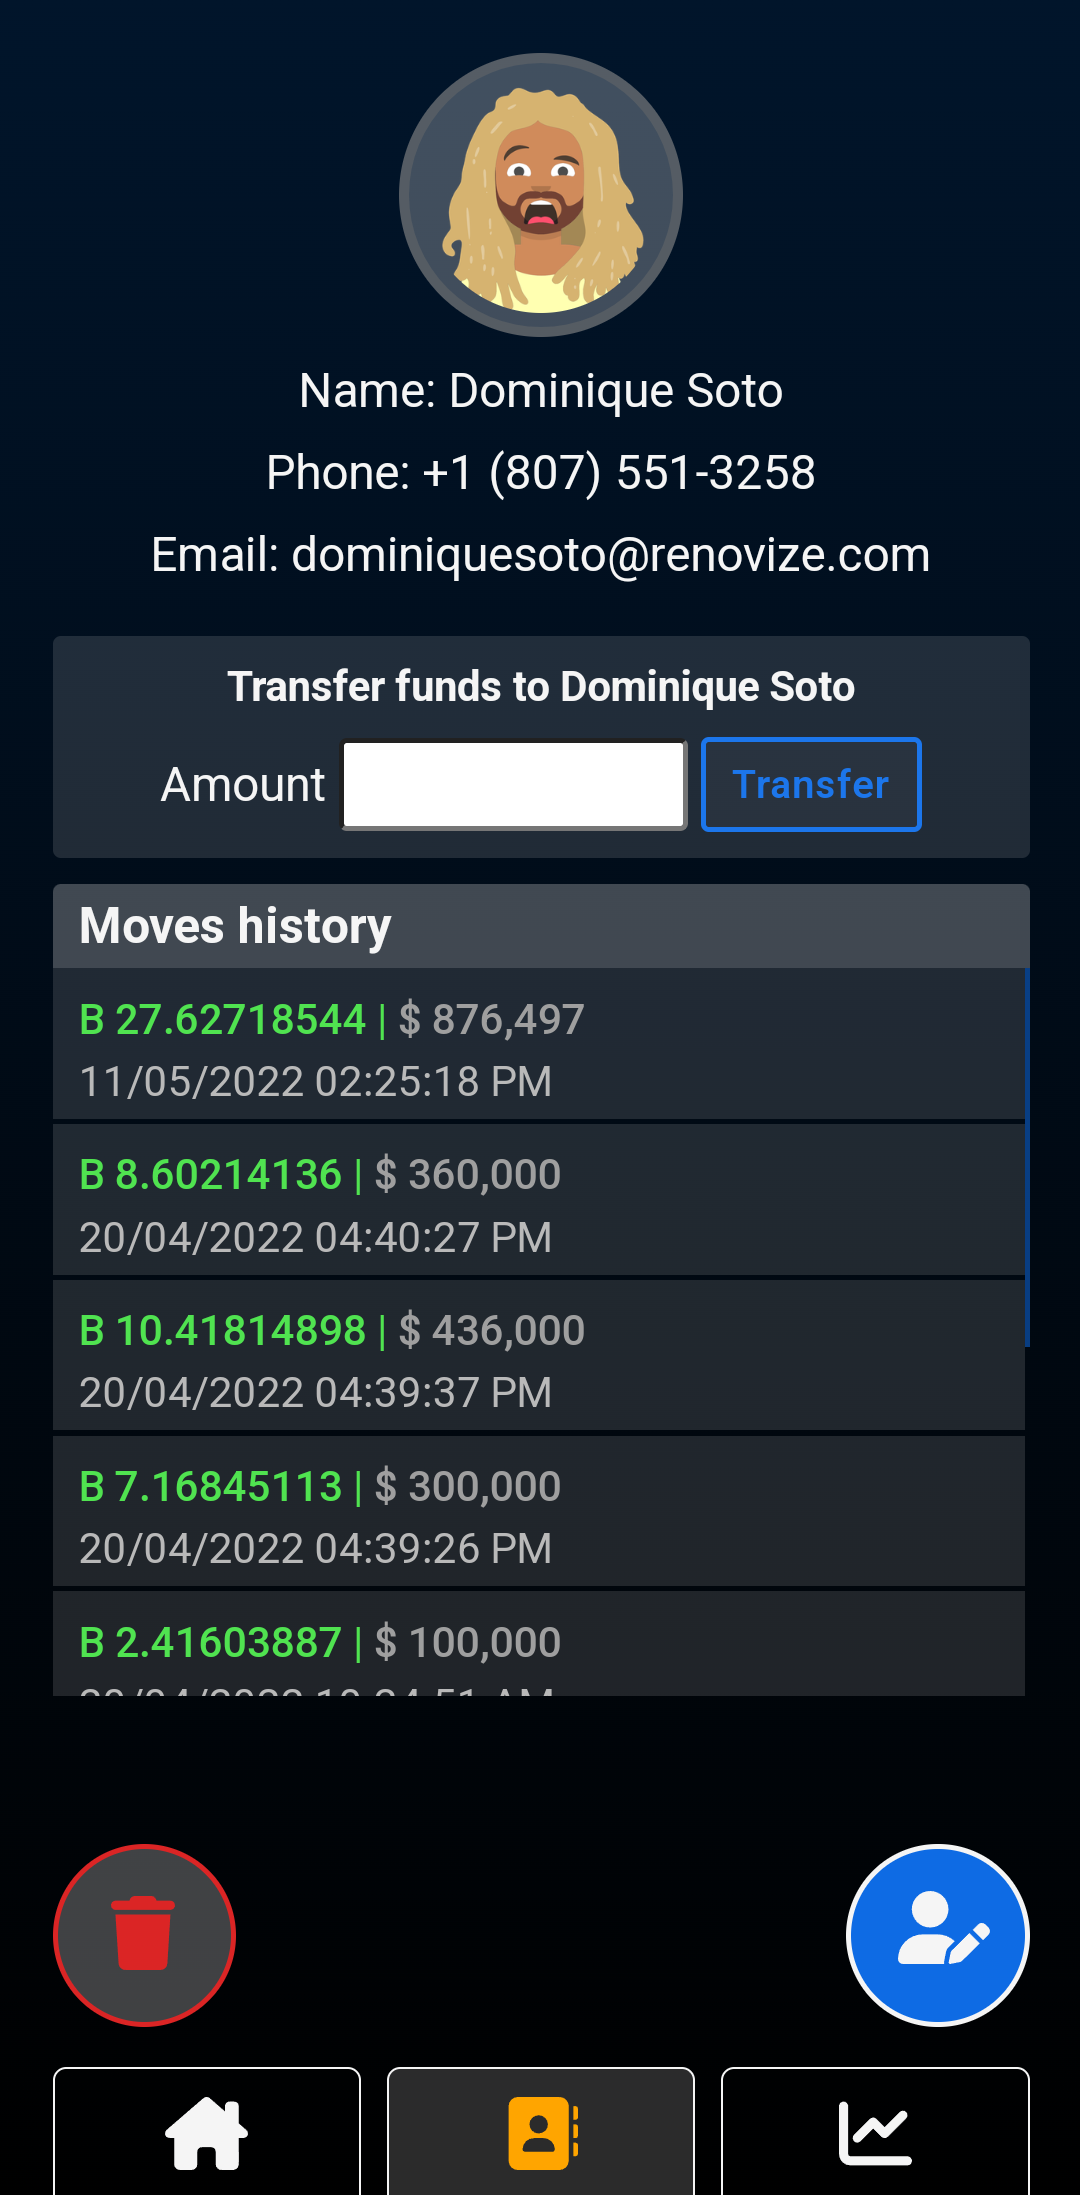 Name: Dominique Soto
Phone: +1 (807) 551-3258
Email: dominiquesoto@renovize.com
Transfer funds to Dominique Soto
Amount Transfer
Moves history
B 27.62718544 | $ 876,497
11/05/2022 02:25:18 PM
B 8.60214136 | $ 360,000
20/04/2022 04:40:27 PM
B 10.41814898 | $ 436,000
20/04/2022 04:39:37 PM
B 7.16845113 | $ 300,000
20/04/2022 04:39:26 PM
B 2.41603887 | $ 100,000